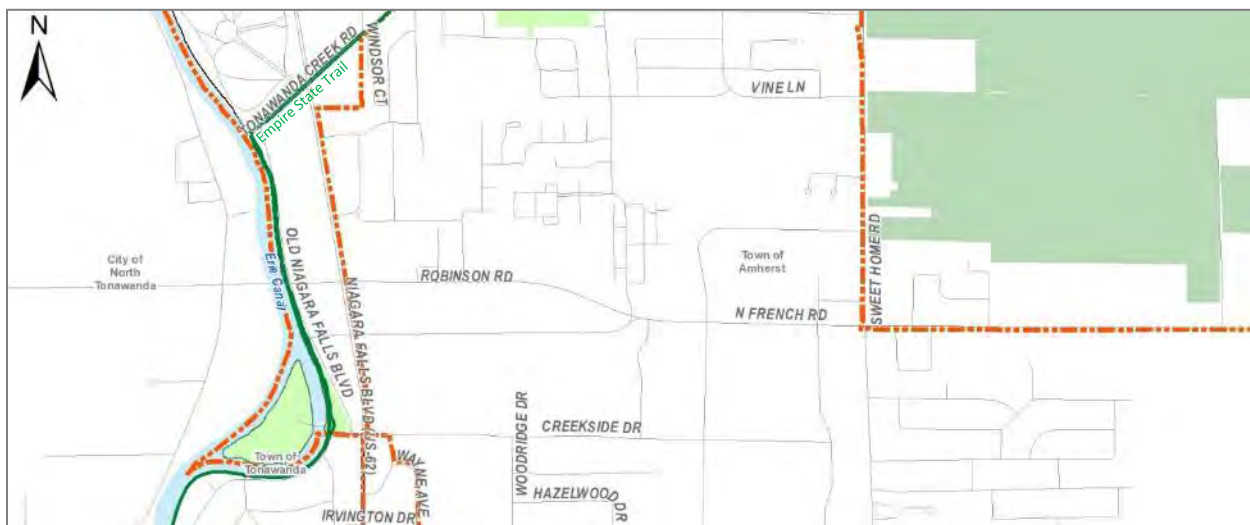 N
TONAWANDA CREEK RD
Empire State Trail
WINDSOR CT
VINE LN
City of
North
Tonawanda
Erie Canal
OLD NIAGARA FALLS BLVD
NIAGARA FALLS BLVD (US-62)
ROBINSON RD
Town of
Amherst
N FRENCH RD
SWEET HOME RD
Town of
Tonawanda
WAYNE AVE
IRVINGTON DR
WOODRIDGE DR
CREEKSIDE DR
HAZELWOOD DR